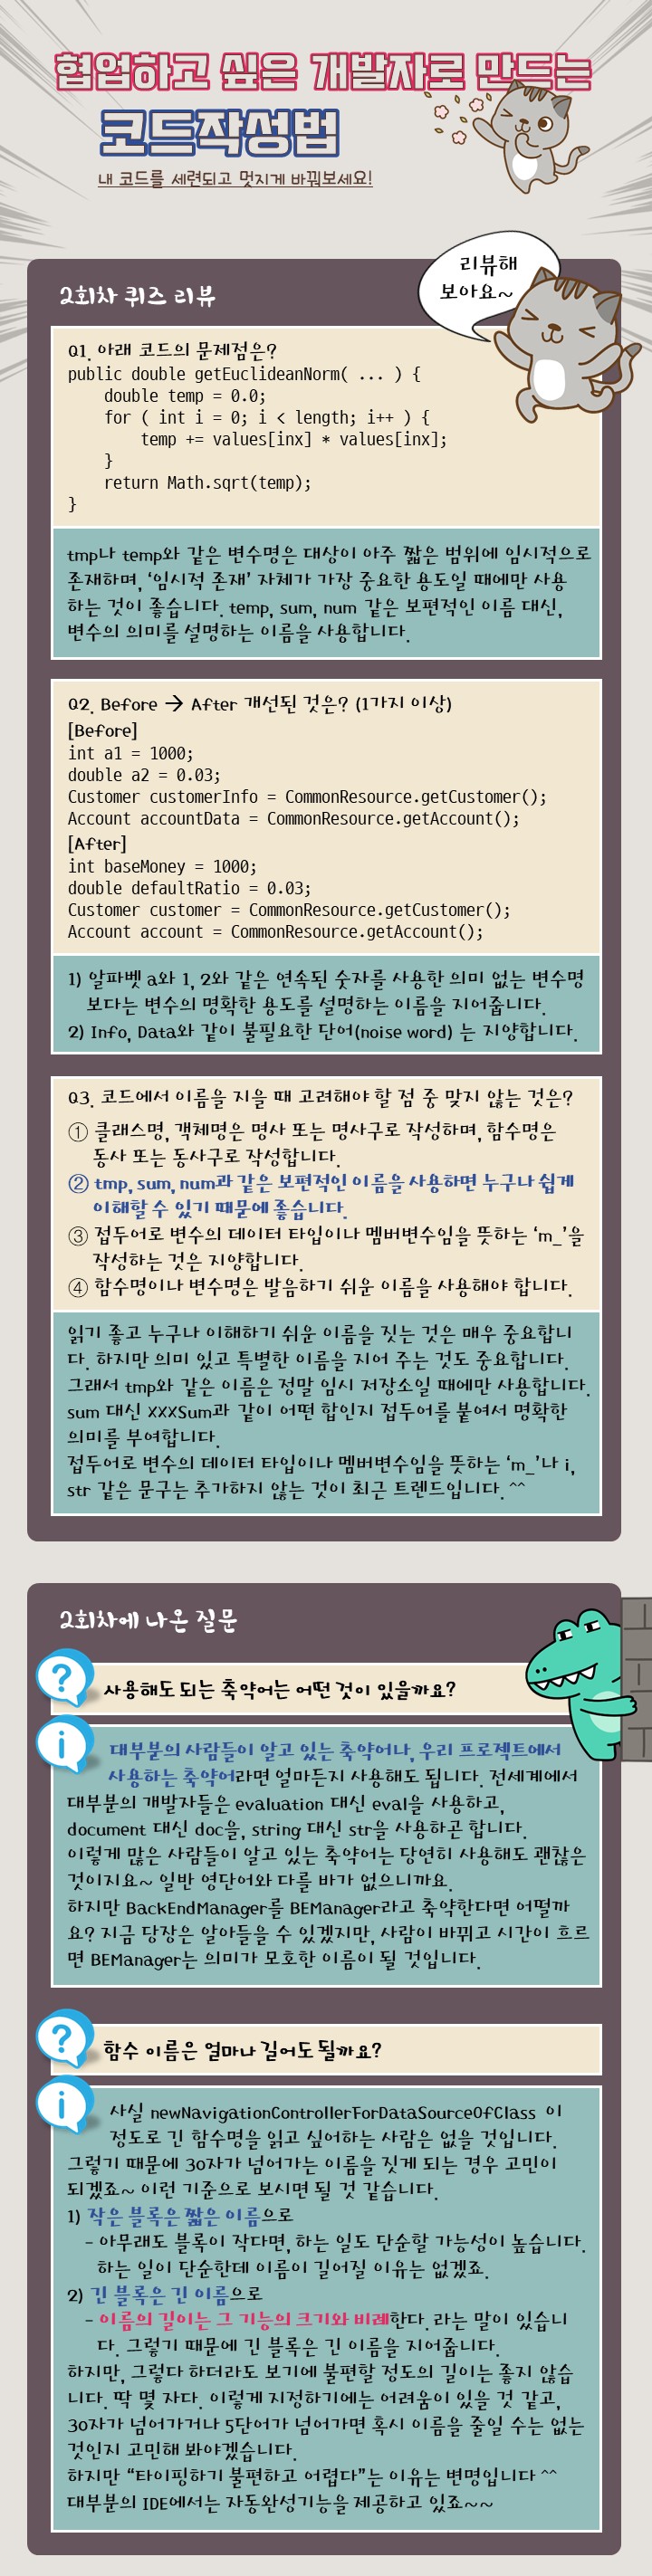 협업하고 싶은 개발자로 만드는
코드작성법
내 코드를 세련되고 멋지게 바꿔보세요!
리뷰해
보아요~
2회차 퀴즈 리뷰
Q1. 아래 코드의 문제점은?
public double getEuclideanNorm( ... ) {
double temp = 0.0;
for ( int i = 0; i < length; i++ ) {
temp += values[inx] * values[inx];
}
return Math.sqrt(temp);
}
tmp나 temp와 같은 변수명은 대상이 아주 짧은 범위에 임시적으로
존재하며, ‘임시적 존재’ 자체가 가장 중요한 용도일 때에만 사용
하는 것이 좋습니다. temp, sum, num 같은 보편적인 이름 대신,
변수의 의미를 설명하는 이름을 사용합니다.
Q2. Before → After 개선된 것은? (1가지 이상)
[Before]
int a1 = 1000;
double a2 = 0.03;
Customer customerInfo = CommonResource.getCustomer();
Account accountData = CommonResource.getAccount();
[After]
int baseMoney = 1000;
double defaultRatio = 0.03;
Customer customer = CommonResource.getCustomer();
Account account = CommonResource.getAccount();
1) 알파벳 a와 1, 2와 같은 연속된 숫자를 사용한 의미 없는 변수명
보다는 변수의 명확한 용도를 설명하는 이름을 지어줍니다.
2) Info, Data와 같이 불필요한 단어(noise word) 는 지양합니다.
Q3. 코드에서 이름을 지을 때 고려해야 할 점 중 맞지 않는 것은?
① 클래스명, 객체명은 명사 또는 명사구로 작성하며, 함수명은
동사 또는 동사구로 작성합니다.
② tmp, sum, num과 같은 보편적인 이름을 사용하면 누구나 쉽게
이해할 수 있기 때문에 좋습니다.
③ 접두어로 변수의 데이터 타입이나 멤버변수임을 뜻하는 ‘m_’을
작성하는 것은 지양합니다.
④ 함수명이나 변수명은 발음하기 쉬운 이름을 사용해야 합니다.
읽기 좋고 누구나 이해하기 쉬운 이름을 짓는 것은 매우 중요합니
다. 하지만 의미 있고 특별한 이름을 지어 주는 것도 중요합니다.
그래서 tmp와 같은 이름은 정말 임시 저장소일 때에만 사용합니다.
sum 대신 XXXSum과 같이 어떤 합인지 접두어를 붙여서 명확한
의미를 부여합니다.
접두어로 변수의 데이터 타입이나 멤버변수임을 뜻하는 ‘m_’나 i,
str 같은 문구는 추가하지 않는 것이 최근 트렌드입니다. ^^
2회차에 나온 질문
? 사용해도 되는 축약어는 어떤 것이 있을까요?
i 대부분의 사람들이 알고 있는 축약어나, 우리 프로젝트에서
사용하는 축약어라면 얼마든지 사용해도 됩니다. 전세계에서
대부분의 개발자들은 evaluation 대신 eval을 사용하고,
document 대신 doc을, string 대신 str을 사용하곤 합니다.
이렇게 많은 사람들이 알고 있는 축약어는 당연히 사용해도 괜찮은
것이지요~ 일반 영단어와 다를 바가 없으니까요.
하지만 BackEndManager를 BEManager라고 축약한다면 어떨까
요? 지금 당장은 알아들을 수 있겠지만, 사람이 바뀌고 시간이 흐르
면 BEManager는 의미가 모호한 이름이 될 것입니다.
? 함수 이름은 얼마나 길어도 될까요?
i 사실 newNavigationControllerForDataSourceOfClass 이
정도로 긴 함수명을 읽고 싶어하는 사람은 없을 것입니다.
그렇기 때문에 30자가 넘어가는 이름을 짓게 되는 경우 고민이
되겠죠~ 이런 기준으로 보시면 될 것 같습니다.
1) 작은 블록은 짧은 이름으로
- 아무래도 블록이 작다면, 하는 일도 단순할 가능성이 높습니다.
하는 일이 단순한데 이름이 길어질 이유는 없겠죠.
2) 긴 블록은 긴 이름으로
- 이름의 길이는 그 기능의 크기와 비례한다. 라는 말이 있습니
다. 그렇기 때문에 긴 블록은 긴 이름을 지어줍니다.
하지만, 그렇다 하더라도 보기에 불편할 정도의 길이는 좋지 않습
니다. 딱 몇 자다. 이렇게 지정하기에는 어려움이 있을 것 같고,
30자가 넘어가거나 5단어가 넘어가면 혹시 이름을 줄일 수는 없는
것인지 고민해 봐야겠습니다.
하지만 “타이핑하기 불편하고 어렵다”는 이유는 변명입니다 ^^
대부분의 IDE에서는 자동완성기능을 제공하고 있죠~~